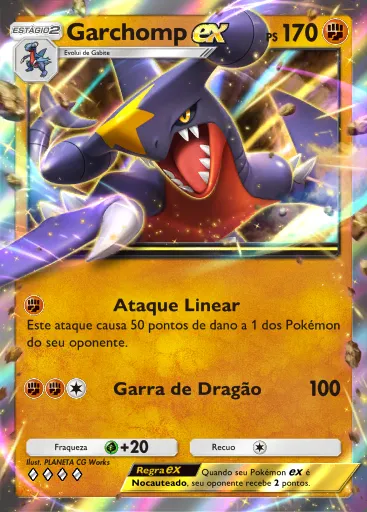 ESTÁGIO2 Garchomp ex PS 170
Evolui de Gabite
Ataque Linear
Este ataque causa 50 pontos de dano a 1 dos Pokémon
do seu oponente.
Garra de Dragão 100
Fraqueza +20 Recuo
Ilust. PLANETA CG Works
Regra ex Quando seu Pokémon ex é
Nocauteado, seu oponente recebe 2 pontos.